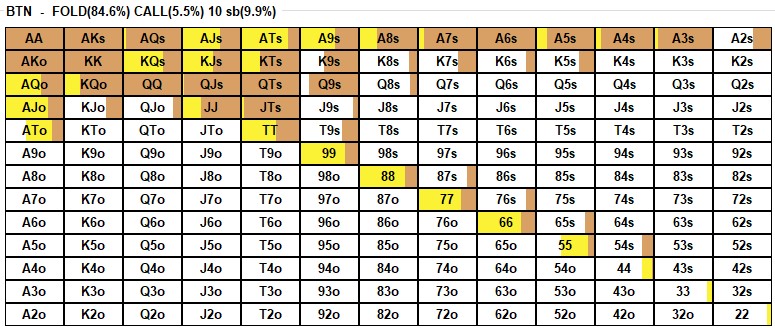 BTN - FOLD(84.6%) CALL(5.5%) 10 sb(9.9%)
AA AKs AQs AJs ATs A9s A8s A7s A6s A5s A4s A3s A2s
AKo KK KQs KJs KTs K9s K8s K7s K6s K5s K4s K3s K2s
AQo KQo QQ QJs QTs Q9s Q8s Q7s Q6s Q5s Q4s Q3s Q2s
AJo KJo QJo JJ JTs J9s J8s J7s J6s J5s J4s J3s J2s
ATo KTo QTo JTo TT T9s T8s T7s T6s T5s T4s T3s T2s
A9o K9o Q9o J9o T9o 99 98s 97s 96s 95s 94s 93s 92s
A8o K8o Q8o J8o T8o 98o 88 87s 86s 85s 84s 83s 82s
A7o K7o Q7o J7o T7o 97o 87o 77 76s 75s 74s 73s 72s
A6o K6o Q6o J6o T6o 96o 86o 76o 66 65s 64s 63s 62s
A5o K5o Q5o J5o T5o 95o 85o 75o 65o 55 54s 53s 52s
A4o K4o Q4o J4o T4o 94o 84o 74o 64o 54o 44 43s 42s
A3o K3o Q3o J3o T3o 93o 83o 73o 63o 53o 43o 33 32s
A2o K2o Q2o J2o T2o 92o 82o 72o 62o 52o 42o 32o 22